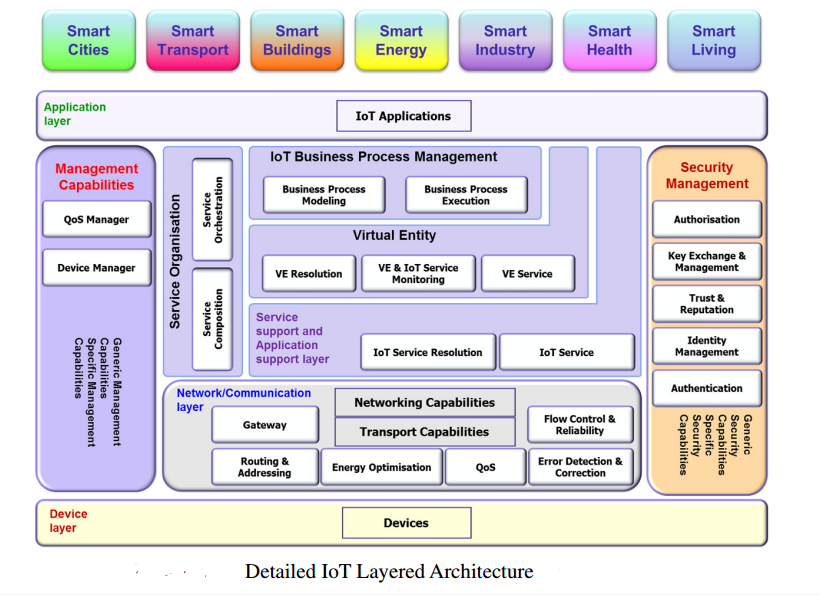 Smart
Cities
Smart
Transport
Smart
Buildings
Smart
Energy
Smart
Industry
Smart
Health
Smart
Living
Application
layer
IoT Applications
Management
Capabilities
QoS Manager
Device Manager
Generic Management
Capabilities
Specific Management
Capabilities
Service Organisation
Service
Orchestration
Service
Composition
IoT Business Process Management
Business Process
Modeling
Business Process
Execution
Virtual Entity
VE Resolution
VE & IoT Service
Monitoring
VE Service
Service
support and
Application
support layer
IoT Service Resolution
IoT Service
Network/Communication
layer
Networking Capabilities
Transport Capabilities
Gateway
Flow Control &
Reliability
Routing &
Addressing
Energy Optimisation
QoS
Error Detection &
Correction
Security
Management
Authorisation
Key Exchange &
Management
Trust &
Reputation
Identity
Management
Authentication
Generic
Security
Capabilities
Specific
Security
Capabilities
Device
layer
Devices
Detailed IoT Layered Architecture